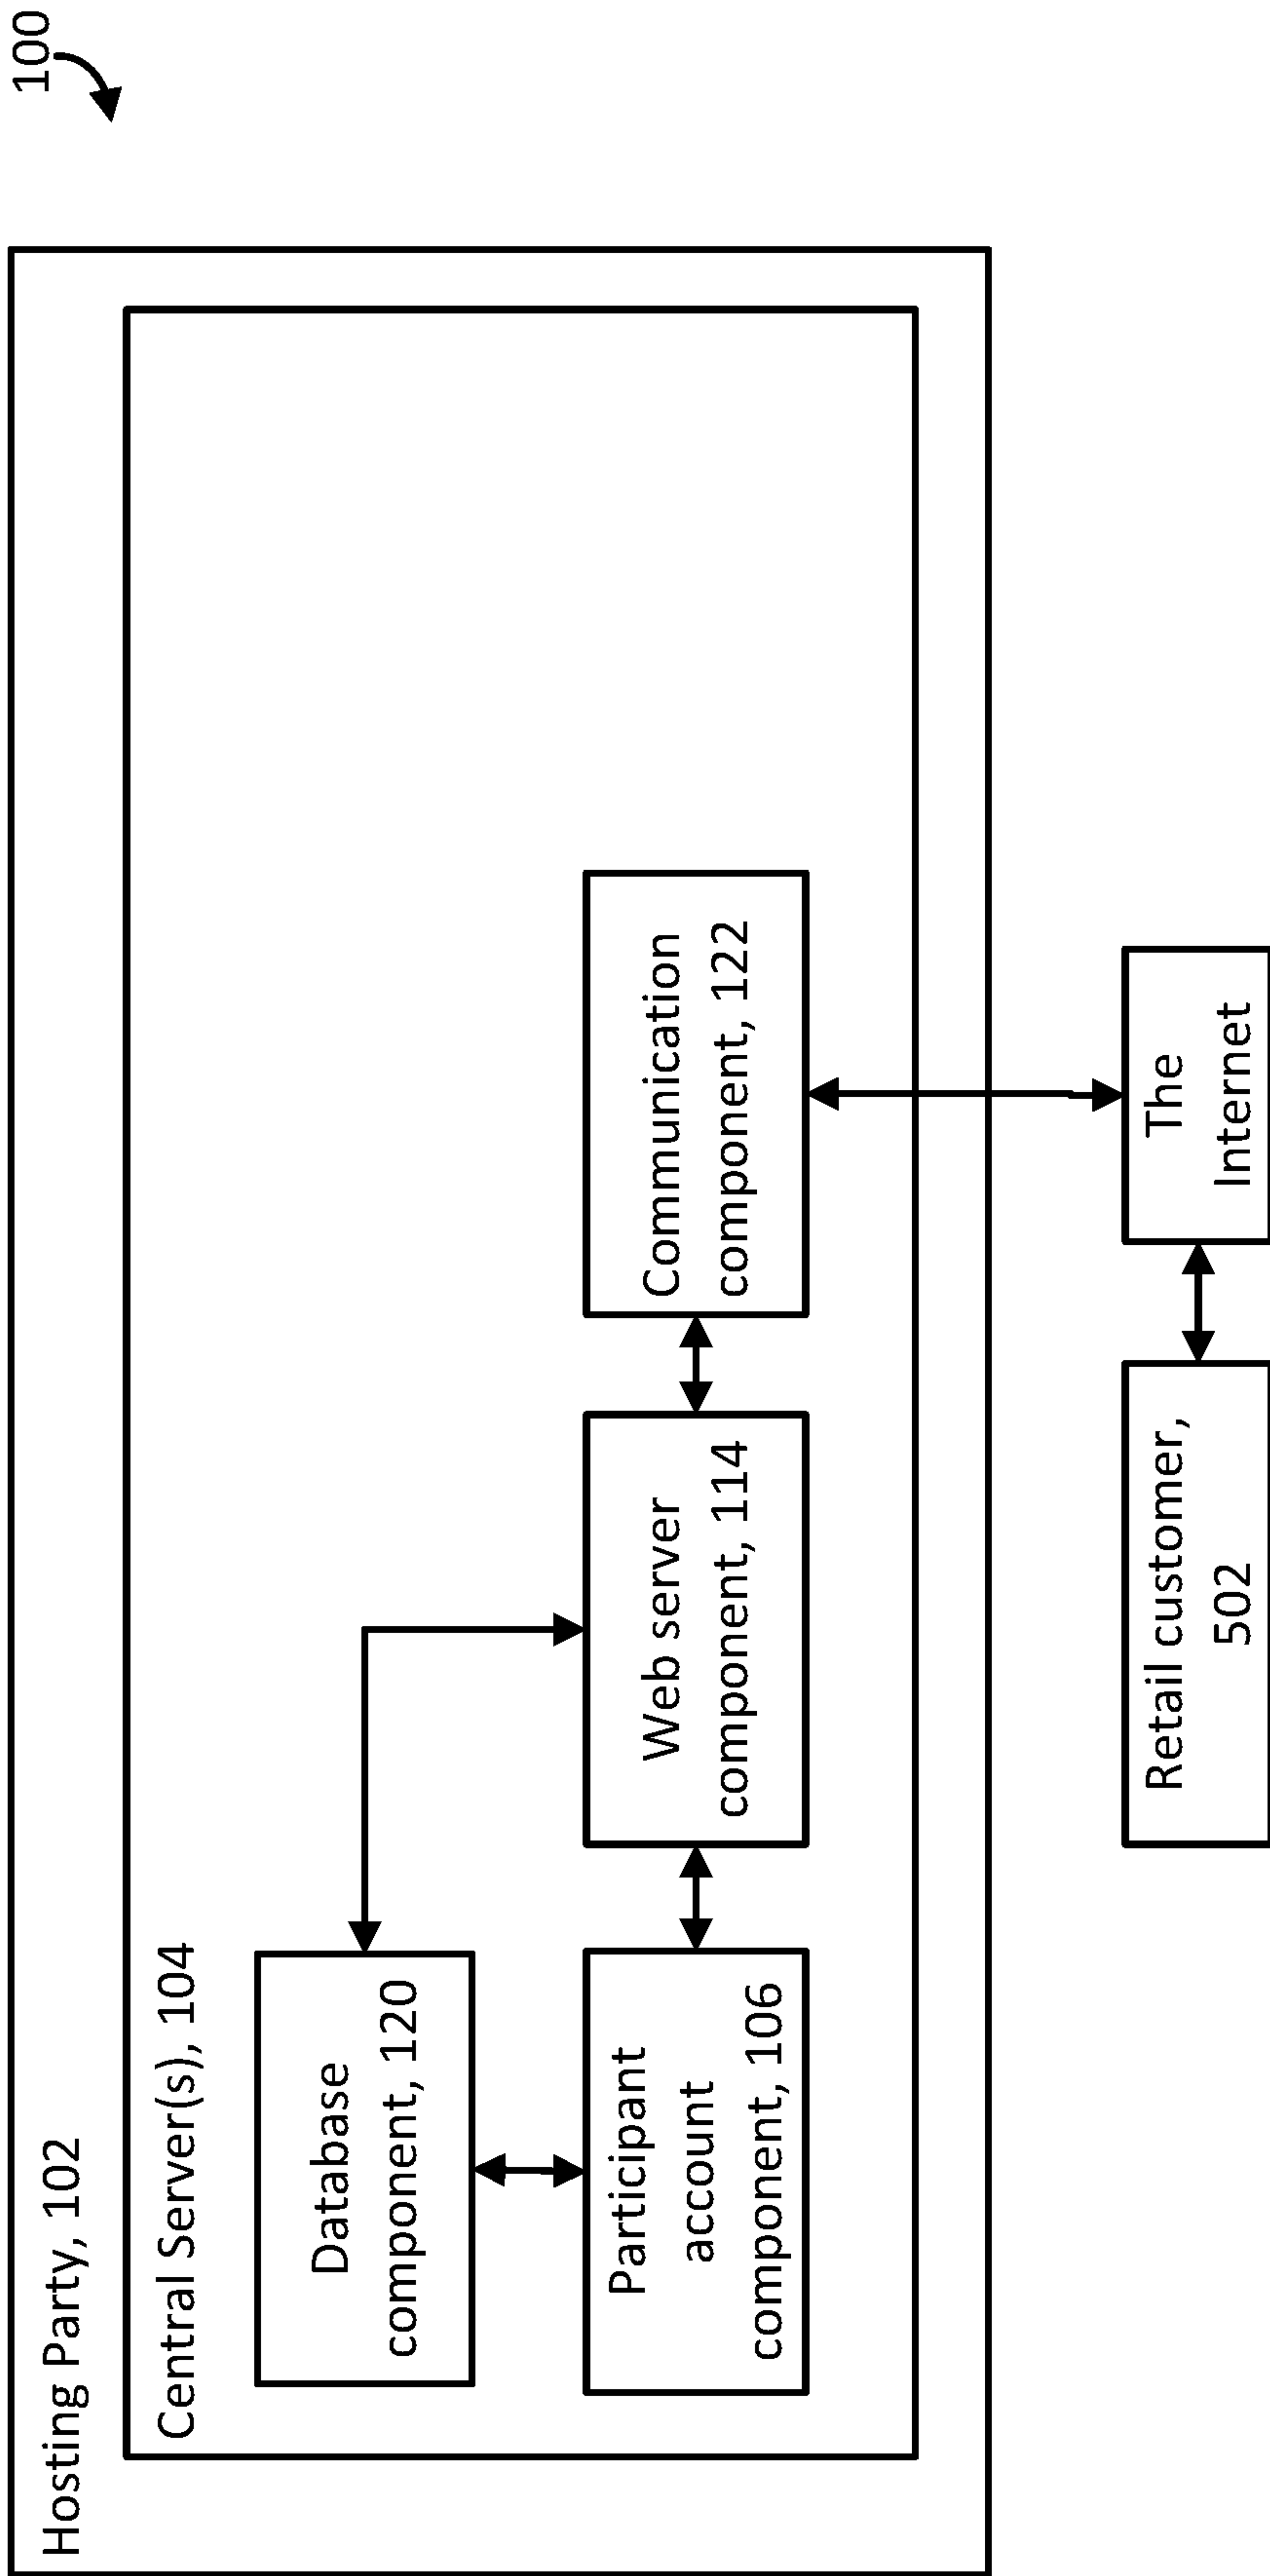 100
Hosting Party, 102
Central Server(s), 104
Database
component, 120
Participant
account
component, 106
Web server
component, 114
Communication
component, 122
Retail customer,
502
The
Internet